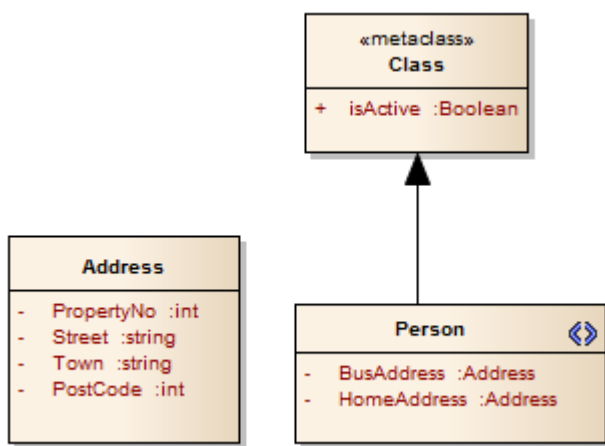 «metaclass»
Class
+ isActive :Boolean
Address
- PropertyNo :int
- Street :string
- Town :string
- PostCode :int
Person
- BusAddress :Address
- HomeAddress :Address